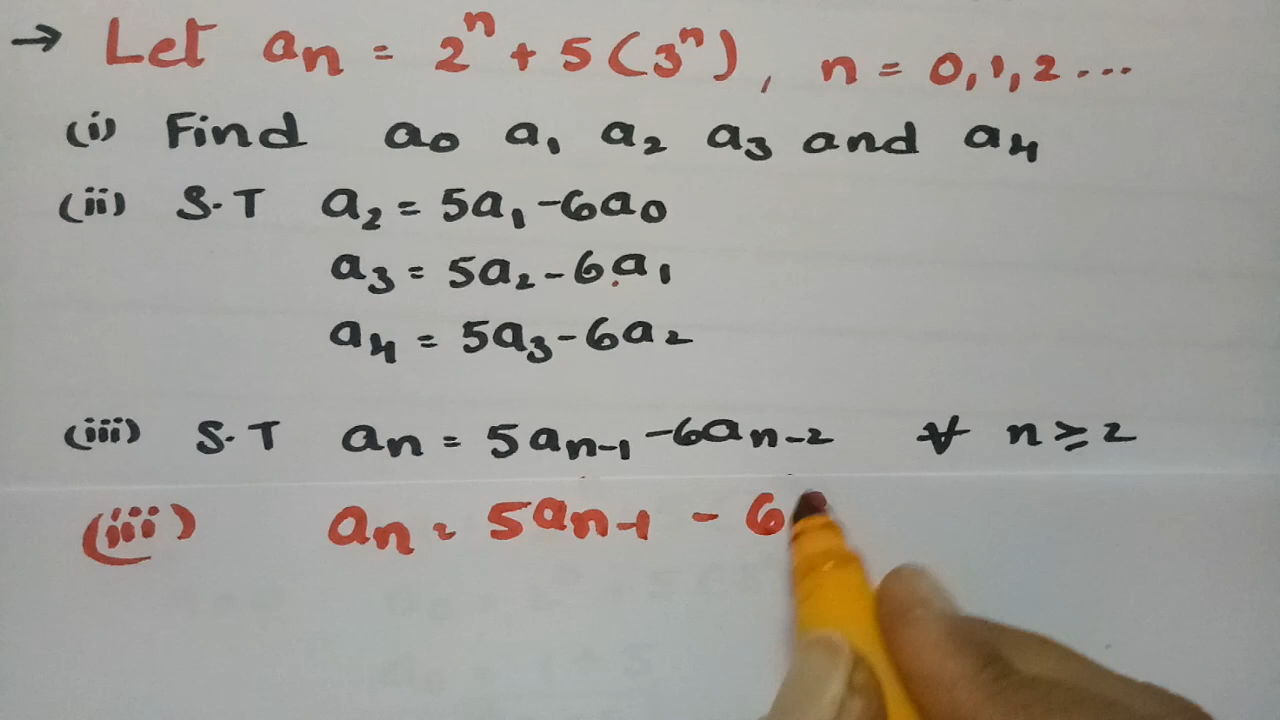 → Let aₙ = 2ⁿ + 5(3ⁿ), n = 0,1,2...
(i) Find a₀ a₁ a₂ a₃ and a₄
(ii) S.T a₂ = 5a₁ - 6a₀
a₃ = 5a₂ - 6a₁
a₄ = 5a₃ - 6a₂
(iii) S.T aₙ = 5aₙ₋₁ - 6aₙ₋₂ ∀ n ≥ 2
(iii) aₙ = 5aₙ₋₁ - 6